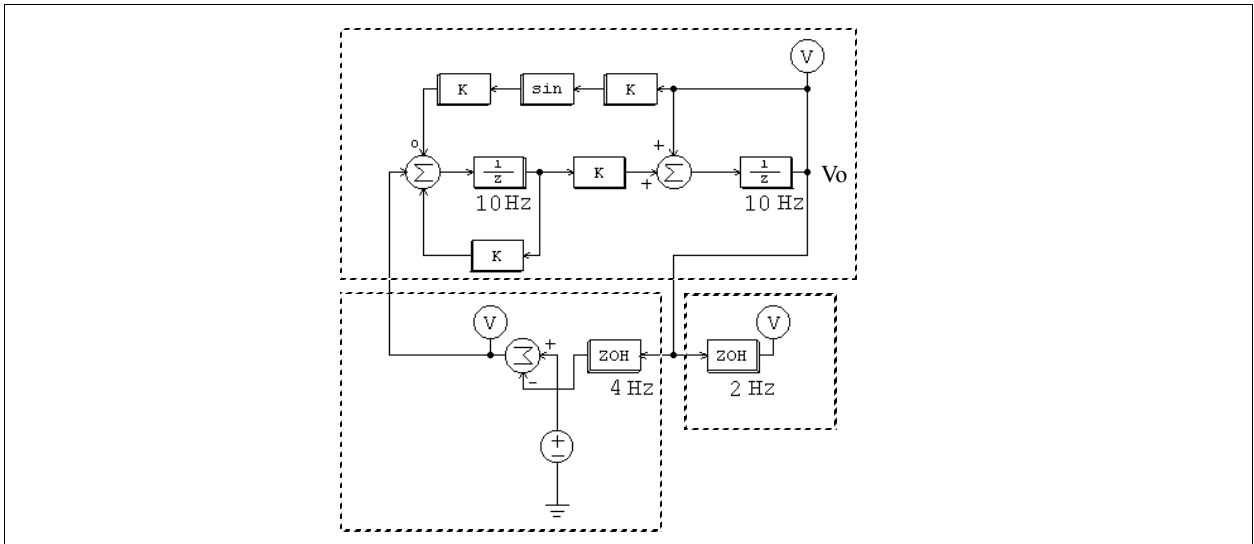 V
K sin K
o + 
Σ 1/z K + Σ 1/z Vo
10 Hz 10 Hz
K
V V
Σ + ZOH ZOH
- 4 Hz 2 Hz
+
-